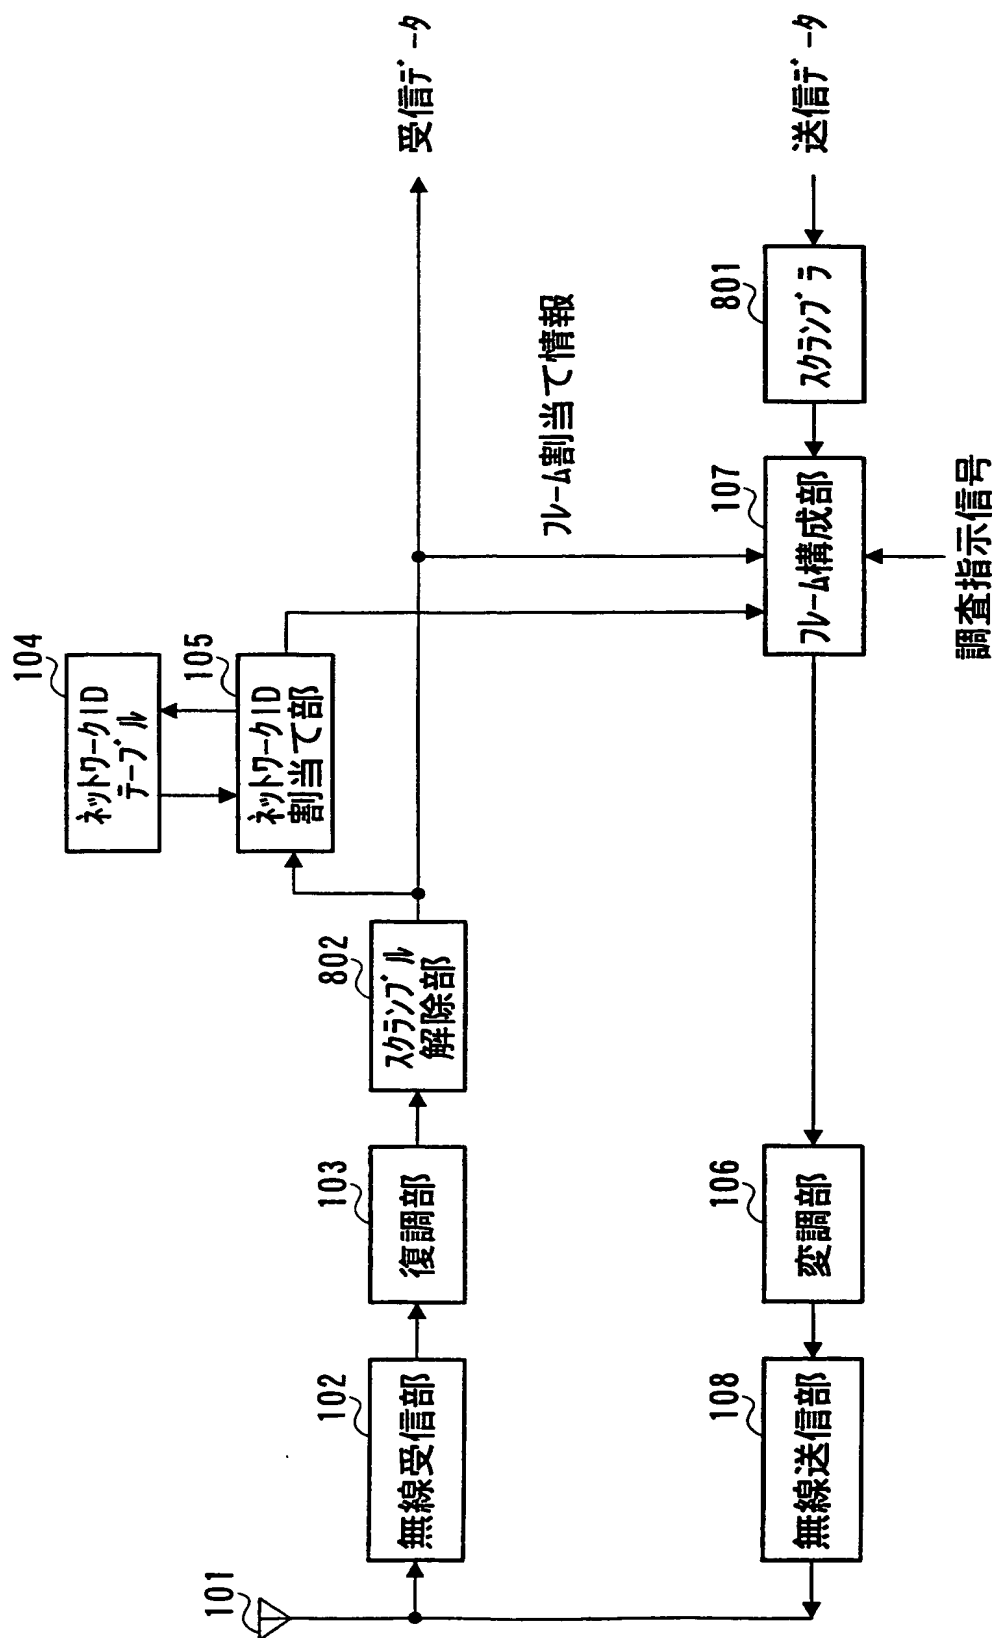 101
102
無線受信部
103
復調部
802
スクランブル
解除部
104
ネットワークID
テーブル
105
ネットワークID
割当て部
受信データ
フレーム割当て情報
108
無線送信部
106
変調部
107
フレーム構成部
調査指示信号
801
スクランブラ
送信データ